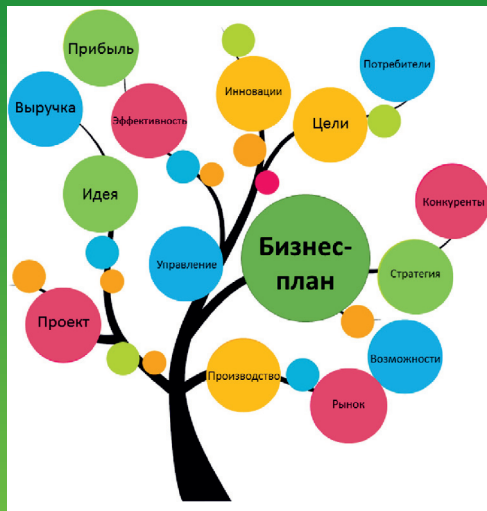 Прибыль
Потребители
Инновации
Выручка
Эффективность
Цели
Идея
Конкуренты
Бизнес-
план
Управление
Стратегия
Проект
Возможности
Производство
Рынок